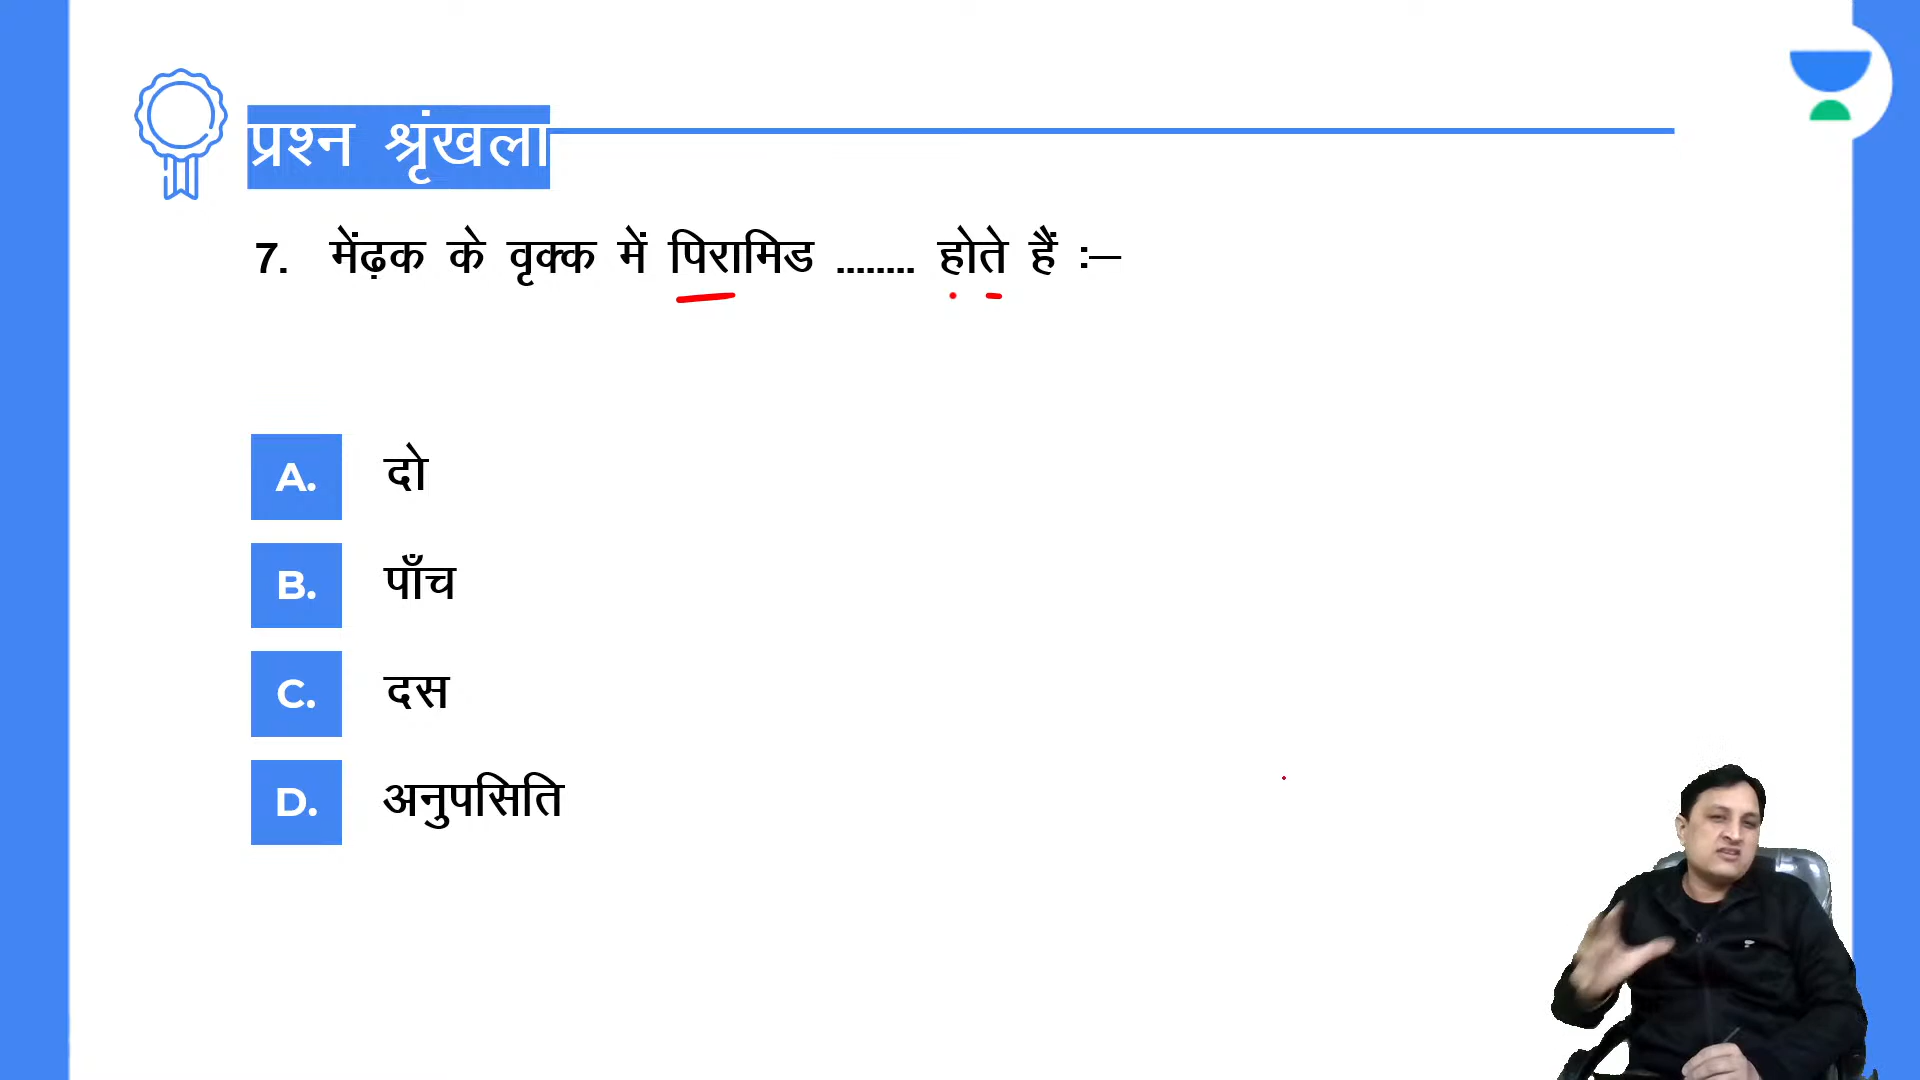 प्रश्न श्रृंखला
7. मेंढ़क के वृक्क में पिरामिड ........ होते हैं :–
A. दो
B. पाँच
C. दस
D. अनुपसिति